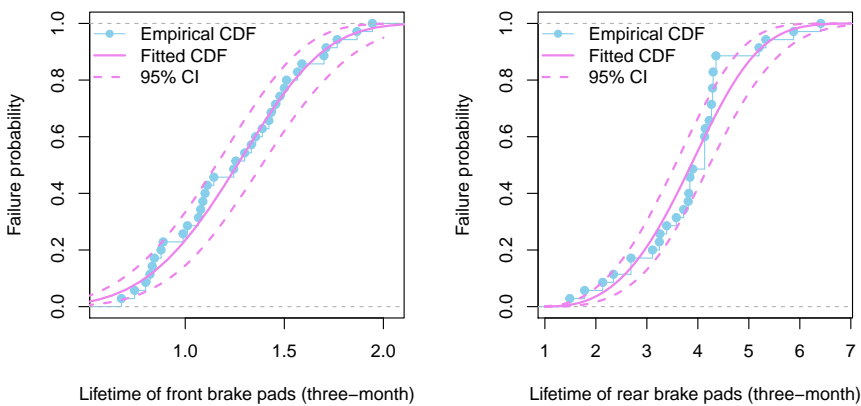 Empirical CDF
Fitted CDF
95% CI
Failure probability
0.0
0.2
0.4
0.6
0.8
1.0
1.0
1.5
2.0
Lifetime of front brake pads (three−month)
Empirical CDF
Fitted CDF
95% CI
Failure probability
0.0
0.2
0.4
0.6
0.8
1.0
1
2
3
4
5
6
7
Lifetime of rear brake pads (three−month)